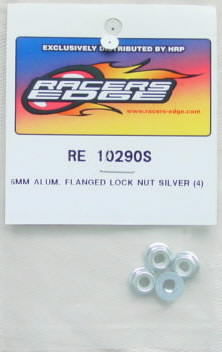 EXCLUSIVELY DISTRIBUTED BY HRP
RACERS
EDGE
www.racers-edge.com
RE 10290S
5MM ALUM. FLANGED LOCK NUT SILVER (4)